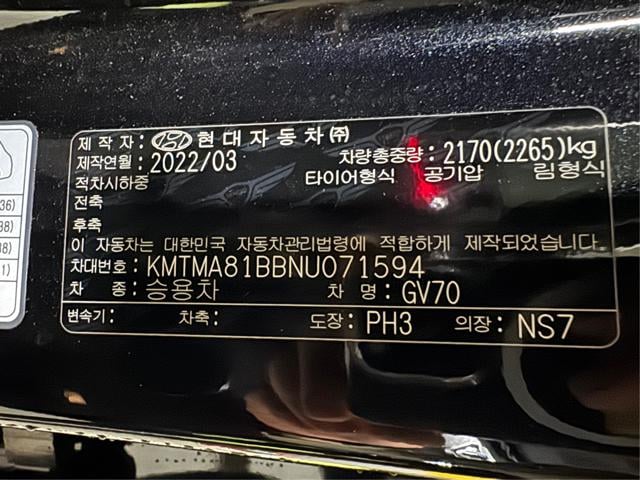 제 작 자: 현대자동차㈜
제작연월: 2022/03 차량총중량: 2170(2265)kg
적차시하중 타이어형식 공기압 림형식
전축
후축
이 자동차는 대한민국 자동차관리법령에 적합하게 제작되었습니다.
차대번호: KMTMA81BBNU071594
차 종: 승용차 차 명: GV70
변속기: 차축: 도장: PH3 의장: NS7
36)
38)
38)
1)